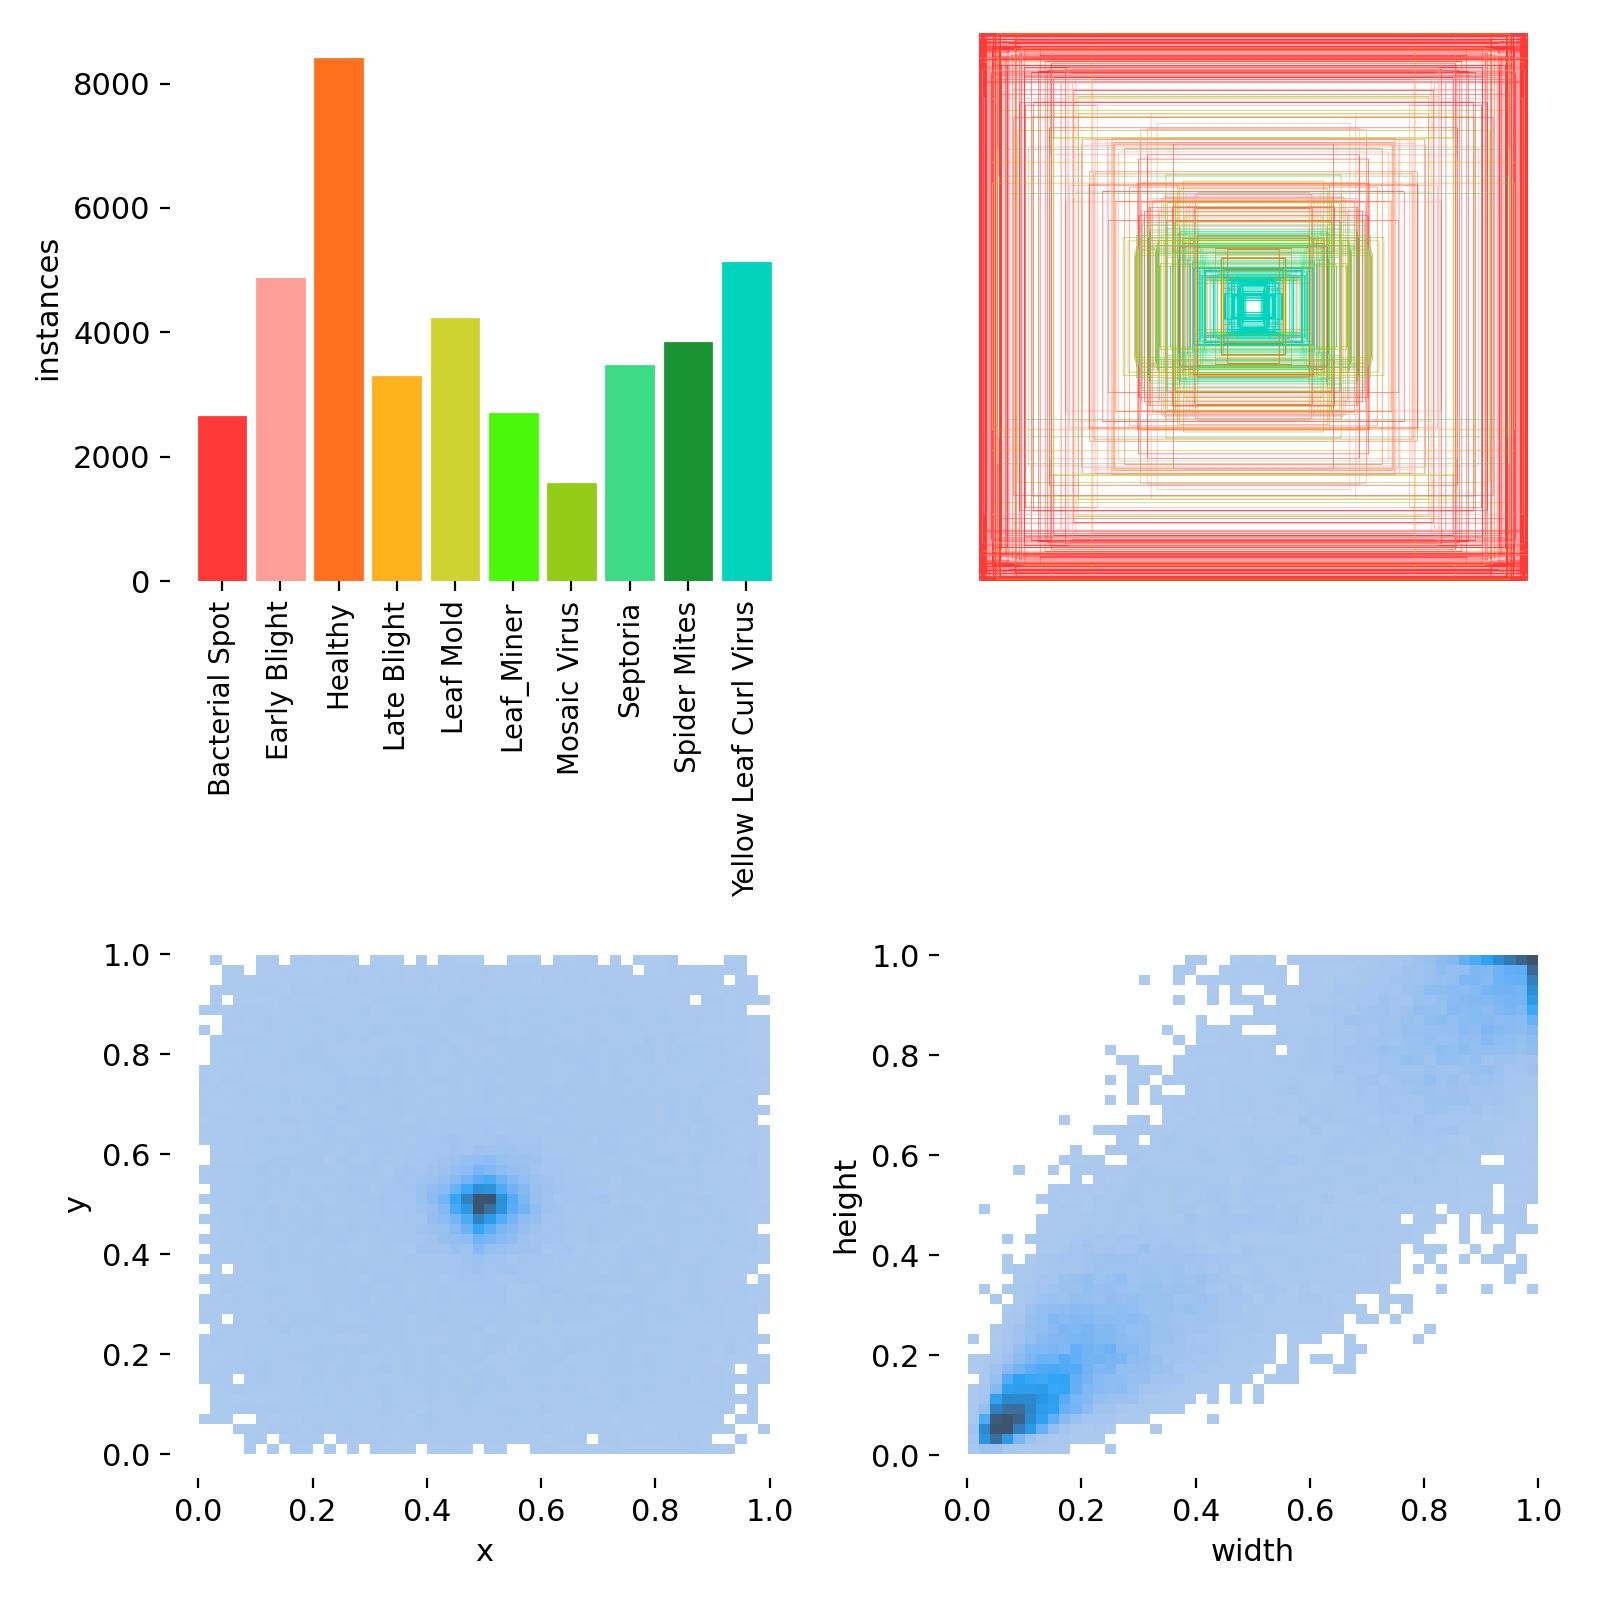 8000
6000
4000
2000
0
instances
Bacterial Spot
Early Blight
Healthy
Late Blight
Leaf Mold
Leaf_Miner
Mosaic Virus
Septoria
Spider Mites
Yellow Leaf Curl Virus
1.0
0.8
0.6
0.4
0.2
0.0
y
0.0 0.2 0.4 0.6 0.8 1.0
x
1.0
0.8
0.6
0.4
0.2
0.0
height
0.0 0.2 0.4 0.6 0.8 1.0
width